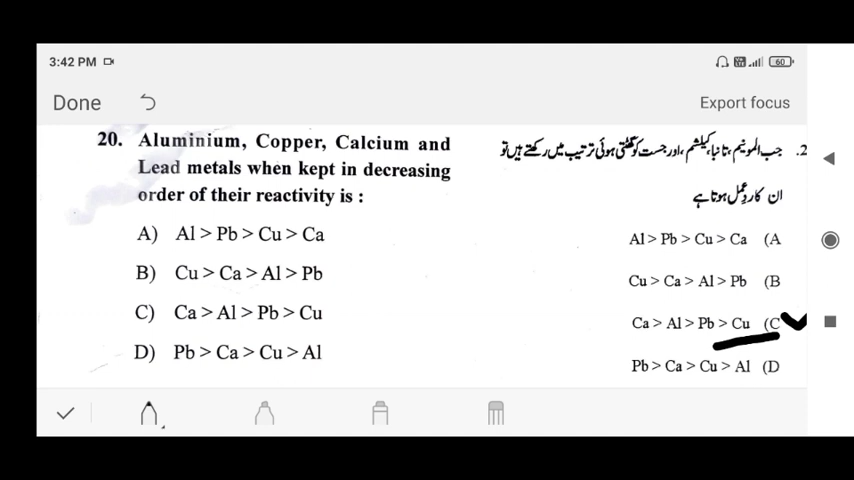 3:42 PM
60
Done
Export focus
20. Aluminium, Copper, Calcium and
Lead metals when kept in decreasing
order of their reactivity is :
A) Al > Pb > Cu > Ca
B) Cu > Ca > Al > Pb
C) Ca > Al > Pb > Cu
D) Pb > Ca > Cu > Al
2. جب المونیم، تانبا، کیلشم، اور جست کو گھٹتی ہوئی ترتیب میں رکھتے ہیں تو
ان کا ردِعمل ہوتا ہے
Al > Pb > Cu > Ca (A
Cu > Ca > Al > Pb (B
Ca > Al > Pb > Cu (C
Pb > Ca > Cu > Al (D